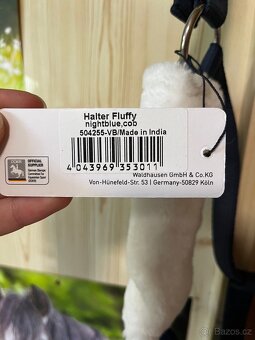 Halter Fluffy
nightblue,cob
504255-VB/Made in India
4 043969 353011
OFFICIAL
SUPPLIER
Waldhausen GmbH & Co.KG
Von-Hünefeld-Str. 53 | Germany-50829 Köln
Bazos.cz